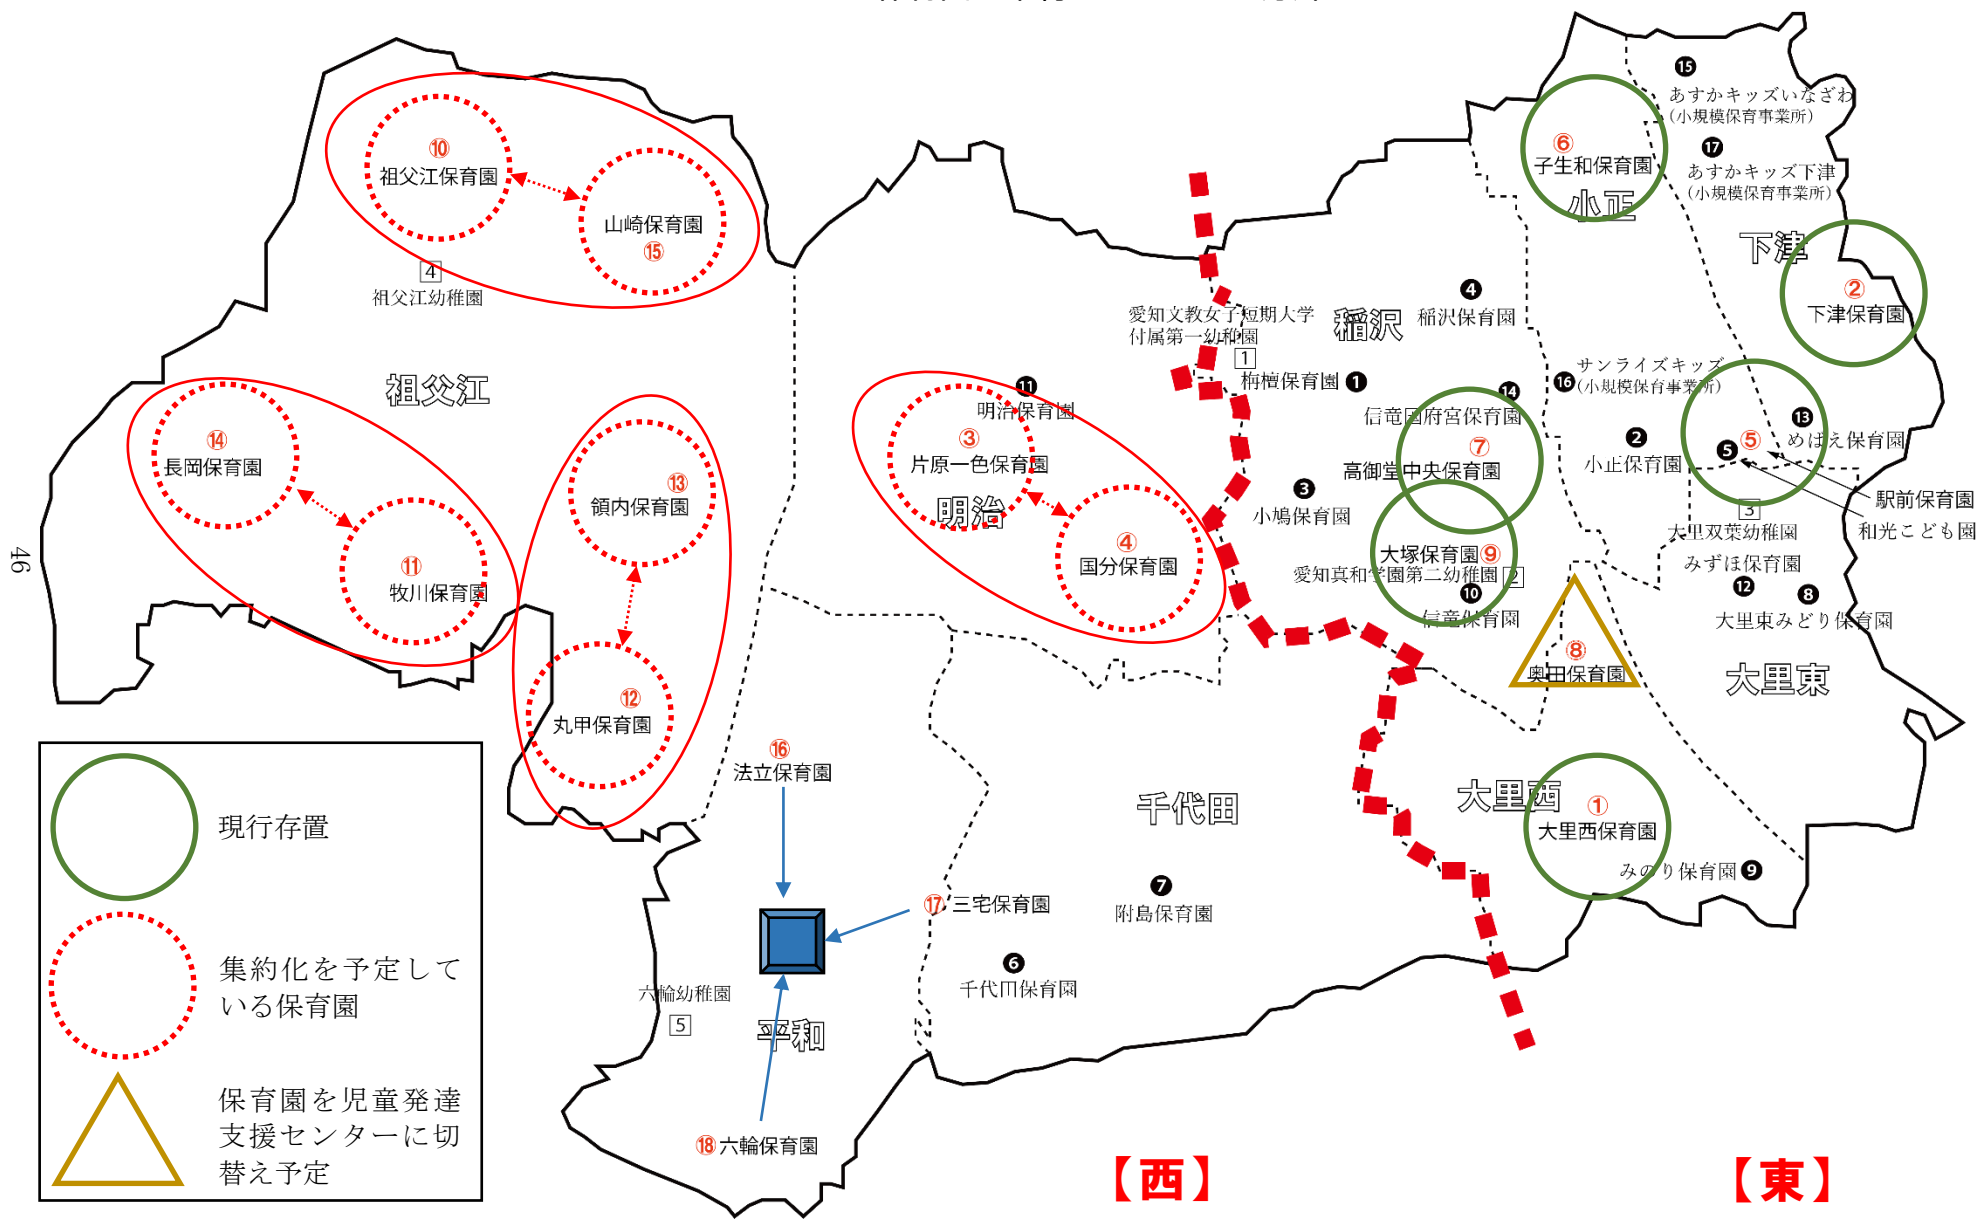 ⑮
あすかキッズいなざわ
(小規模保育事業所)
⑰
あすかキッズ下津
(小規模保育事業所)
⑥
子生和保育園
小正
下津
②
下津保育園
⑩
祖父江保育園
山崎保育園
⑮
4
祖父江幼稚園
祖父江
⑭
長岡保育園
⑪
牧川保育園
⑬
領内保育園
⑫
丸甲保育園
愛知文教女子短期大学
付属第一幼稚園
1
稲沢
④
稲沢保育園
栴檀保育園 ①
⑪
明治保育園
③
片原一色保育園
明治
④
国分保育園
⑭
信竜国府宮保育園
⑦
高御堂中央保育園
サンライズキッズ
⑯ (小規模保育事業所)
②
小正保育園
⑤
⑤
⑬
めばえ保育園
駅前保育園
和光こども園
3
大里双葉幼稚園
みずほ保育園
⑫
⑧
大里東みどり保育園
大里東
③
小鳩保育園
大塚保育園⑨
愛知真和学園第二幼稚園 2
⑩
信竜保育園
⑧
奥田保育園
大里西
①
大里西保育園
みのり保育園 ⑨
千代田
⑦
附島保育園
⑥
千代田保育園
⑯
法立保育園
⑰ 三宅保育園
六輪幼稚園
5
平和
⑱ 六輪保育園
46
現行存置
集約化を予定して
いる保育園
保育園を児童発達
支援センターに切
替え予定
【西】
【東】